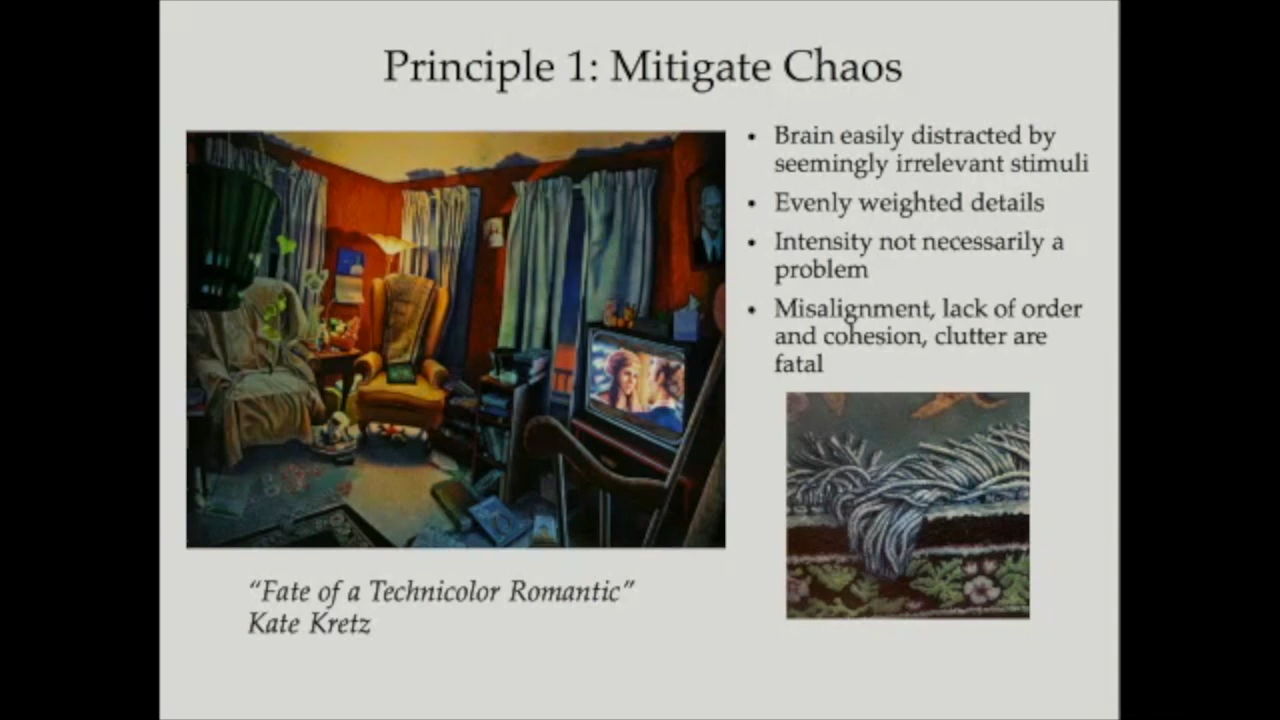 Principle 1: Mitigate Chaos
• Brain easily distracted by
seemingly irrelevant stimuli
• Evenly weighted details
• Intensity not necessarily a
problem
• Misalignment, lack of order
and cohesion, clutter are
fatal
“Fate of a Technicolor Romantic”
Kate Kretz